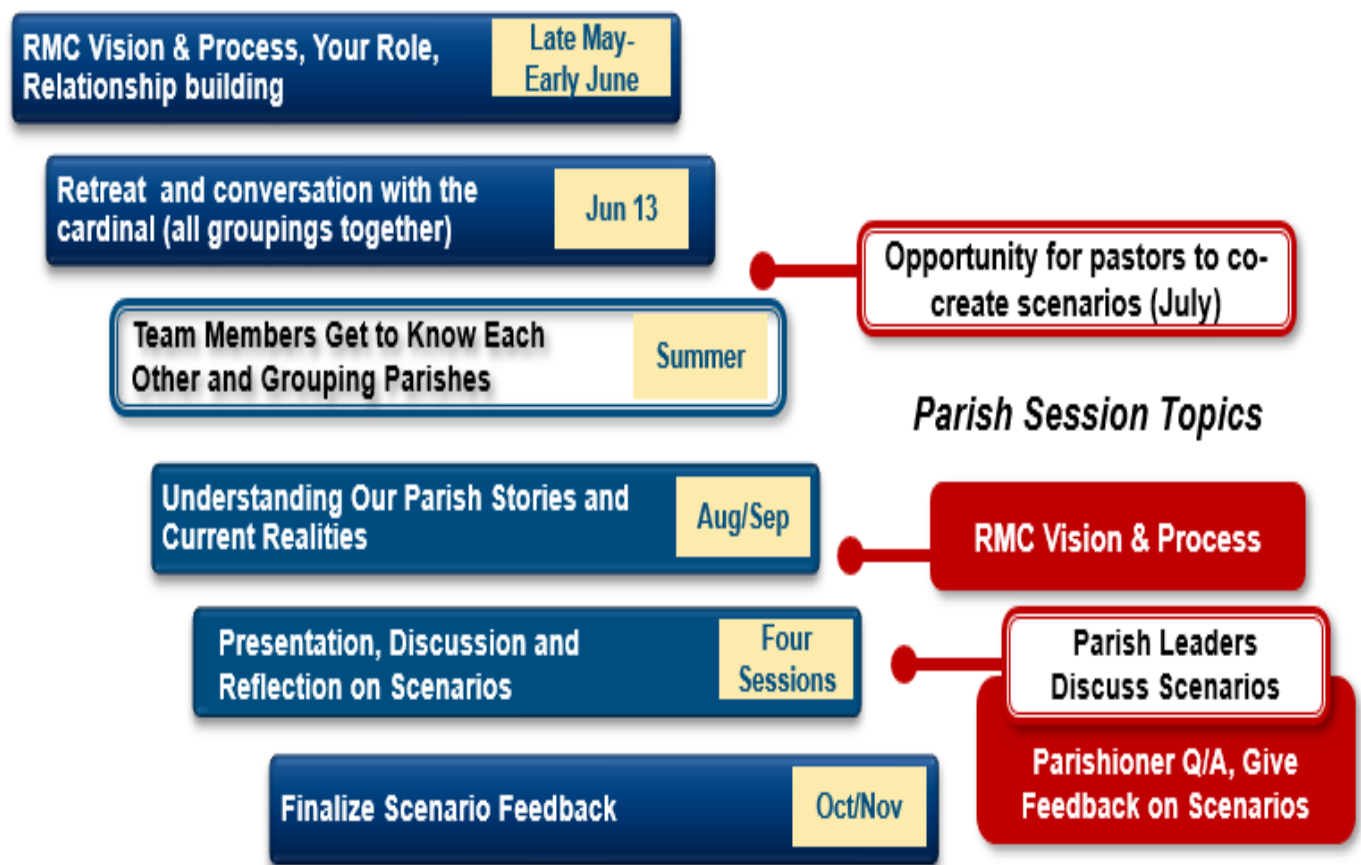 RMC Vision & Process, Your Role,
Relationship building
Late May-
Early June
Retreat and conversation with the
cardinal (all groupings together)
Jun 13
Opportunity for pastors to co-
create scenarios (July)
Team Members Get to Know Each
Other and Grouping Parishes
Summer
Parish Session Topics
Understanding Our Parish Stories and
Current Realities
Aug/Sep
RMC Vision & Process
Presentation, Discussion and
Reflection on Scenarios
Four
Sessions
Parish Leaders
Discuss Scenarios
Parishioner Q/A, Give
Feedback on Scenarios
Finalize Scenario Feedback
Oct/Nov